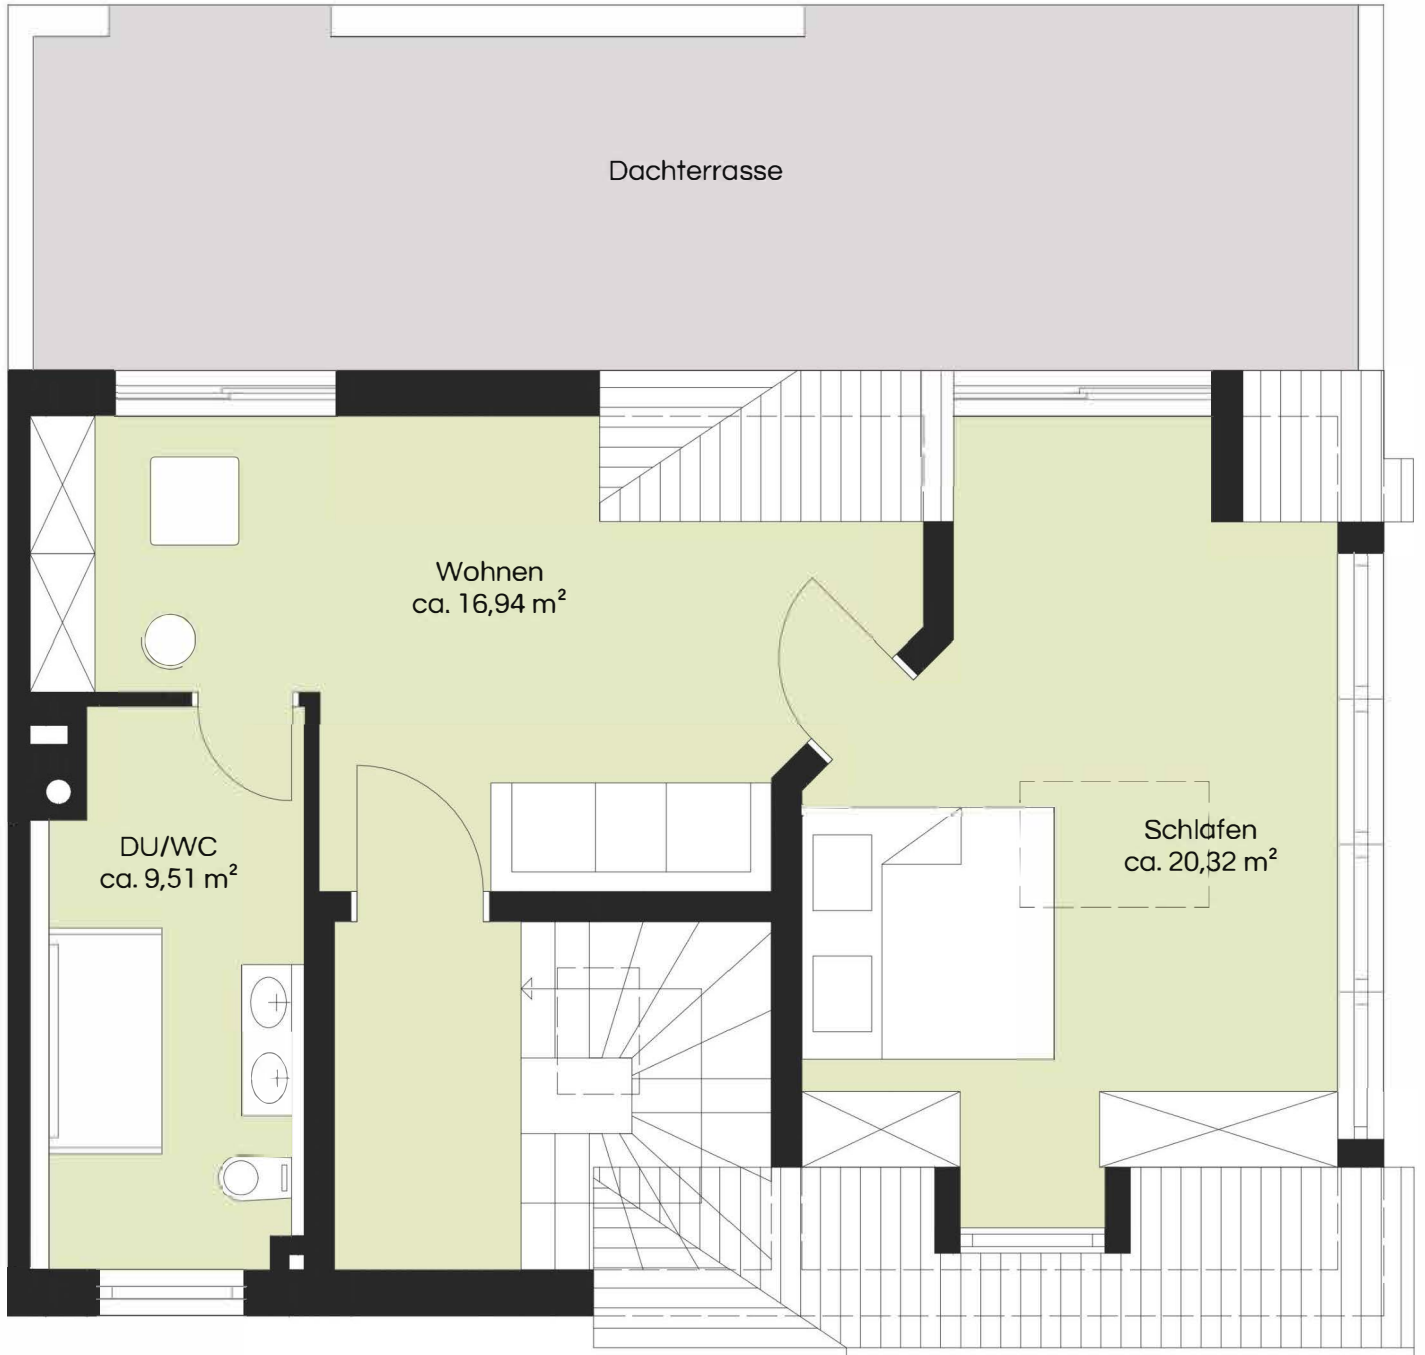 Dachterrasse
Wohnen
ca. 16,94 m²
DU/WC
ca. 9,51 m²
Schlafen
ca. 20,32 m²